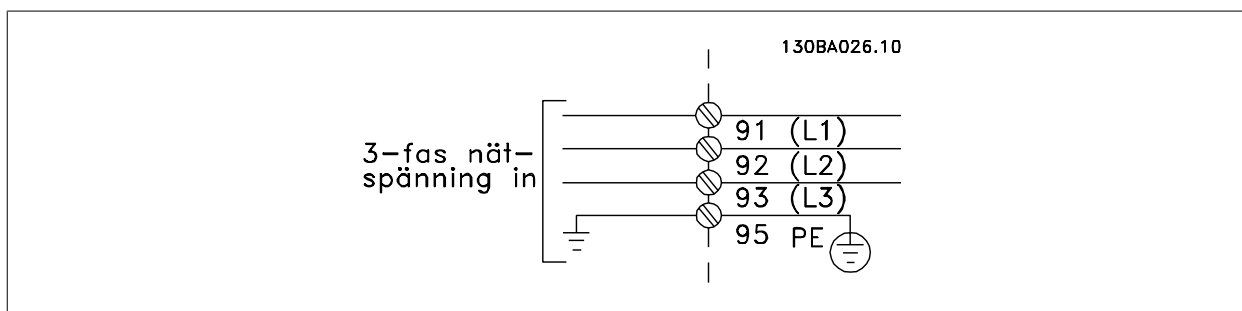 130BA026.10
3-fas nät-
spänning in
91 (L1)
92 (L2)
93 (L3)
95 PE